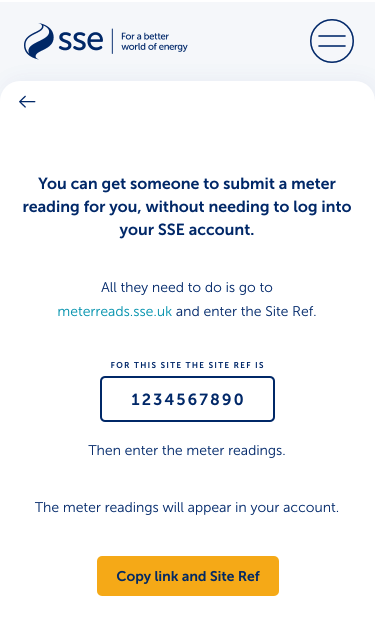 sse
For a better
world of energy
You can get someone to submit a meter
reading for you, without needing to log into
your SSE account.
All they need to do is go to
meterreads.sse.uk and enter the Site Ref.
FOR THIS SITE THE SITE REF IS
1234567890
Then enter the meter readings.
The meter readings will appear in your account.
Copy link and Site Ref